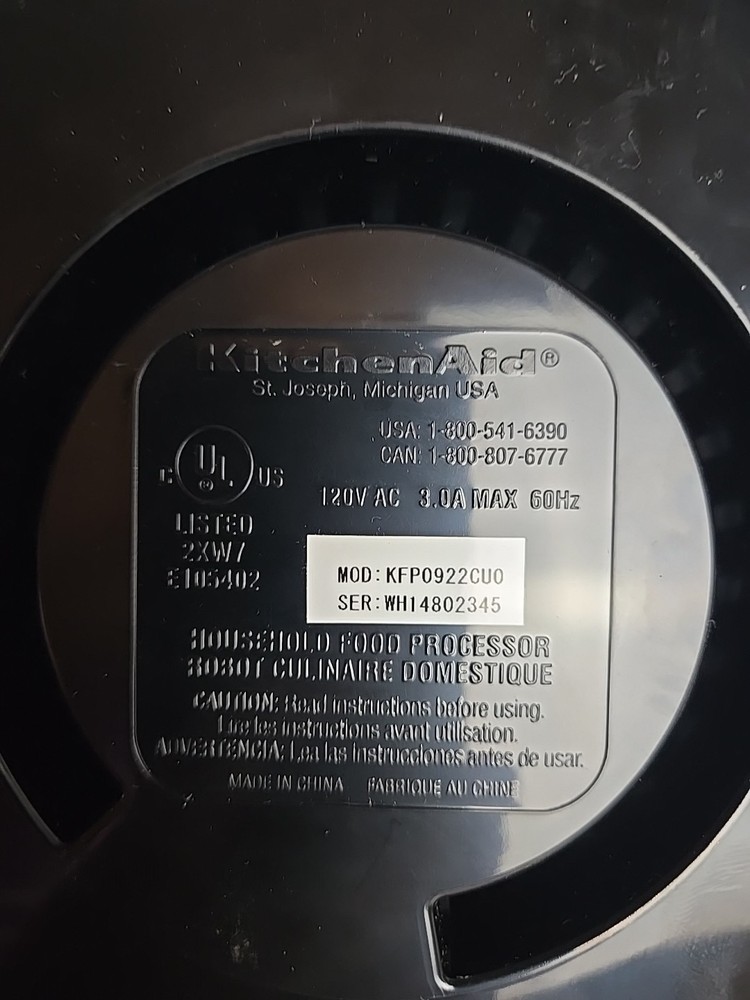 KitchenAid®
St. Joseph, Michigan USA
USA: 1-800-541-6390
CAN: 1-800-807-6777
C UL® US
120V AC 3.0A MAX 60Hz
LISTED
2XW7
E105402
MOD:KFP0922CU0
SER:WH14802345
HOUSEHOLD FOOD PROCESSOR
ROBOT CULINAIRE DOMESTIQUE
CAUTION: Read instructions before using.
Lire les instructions avant utilisation.
ADVERTENCIA: Lea las instrucciones antes de usar.
MADE IN CHINA FABRIQUE AU CHINE